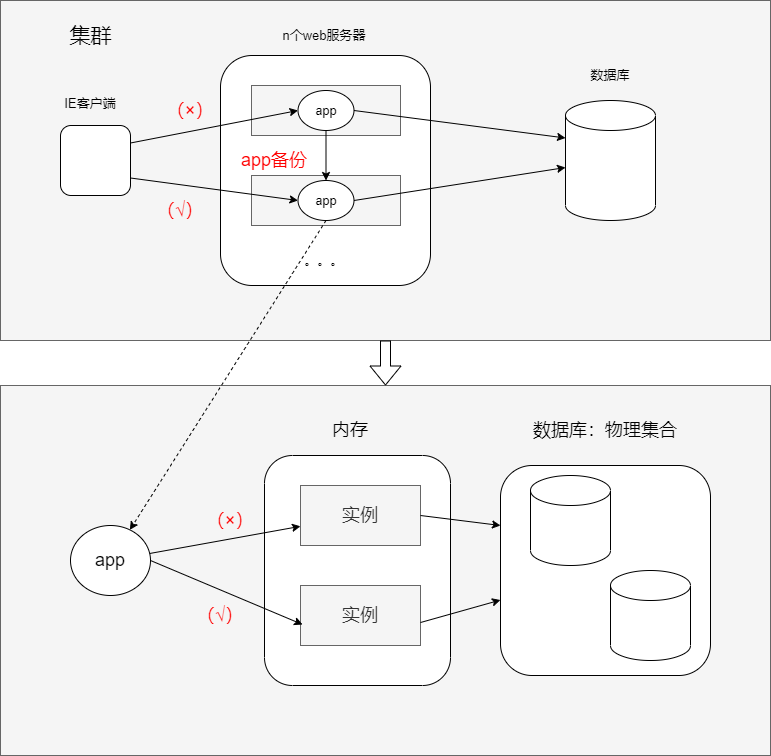 集群
n个web服务器
数据库
IE客户端
(×)
app
app备份
app
(√)
。。。
内存
数据库：物理集合
实例
(×)
app
实例
(√)